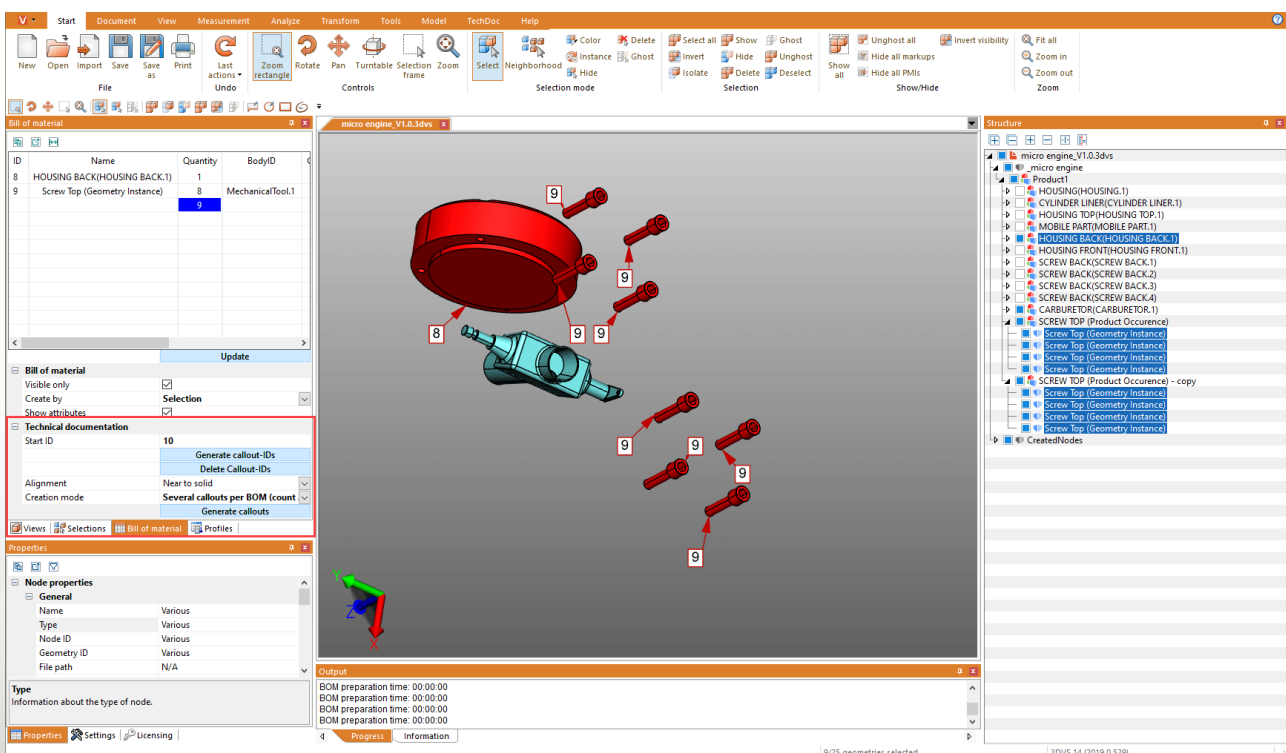 V Start Document View Measurement Analyze Transform Tools Model TechDoc Help
New Open Import Save Save as Print
Last actions
Zoom rectangle Rotate Pan Turntable Selection frame Zoom
Select Neighborhood
Color Delete
Instance Ghost
Hide
Select all Show Ghost
Invert Hide Unghost
Isolate Delete Deselect
Show all
Unghost all Invert visibility
Hide all markups
Hide all PMIs
Fit all
Zoom in
Zoom out
File Undo Controls Selection mode Selection Show/Hide Zoom
Bill of material
ID Name Quantity BodyID
8 HOUSING BACK(HOUSING BACK.1) 1
9 Screw Top (Geometry Instance) 8 MechanicalTool.1
9
Update
Bill of material
Visible only
Create by Selection
Show attributes
Technical documentation
Start ID 10
Generate callout-IDs
Delete Callout-IDs
Alignment Near to solid
Creation mode Several callouts per BOM (count
Generate callouts
Views Selections Bill of material Profiles
Properties
Node properties
General
Name Various
Type Various
Node ID Various
Geometry ID Various
File path N/A
Type
Information about the type of node.
Properties Settings Licensing
micro engine_V1.0.3dvs
9
9
9
9
8
9
9
9
9
9
Y
Z
X
Output
BOM preparation time: 00:00:00
BOM preparation time: 00:00:00
BOM preparation time: 00:00:00
BOM preparation time: 00:00:00
Progress Information
Structure
micro engine_V1.0.3dvs
_micro engine
Product1
HOUSING(HOUSING.1)
CYLINDER LINER(CYLINDER LINER.1)
HOUSING TOP(HOUSING TOP.1)
MOBILE PART(MOBILE PART.1)
HOUSING BACK(HOUSING BACK.1)
HOUSING FRONT(HOUSING FRONT.1)
SCREW BACK(SCREW BACK.1)
SCREW BACK(SCREW BACK.2)
SCREW BACK(SCREW BACK.3)
SCREW BACK(SCREW BACK.4)
CARBURETOR(CARBURETOR.1)
SCREW TOP (Product Occurence)
Screw Top (Geometry Instance)
Screw Top (Geometry Instance)
Screw Top (Geometry Instance)
Screw Top (Geometry Instance)
SCREW TOP (Product Occurence) - copy
Screw Top (Geometry Instance)
Screw Top (Geometry Instance)
Screw Top (Geometry Instance)
Screw Top (Geometry Instance)
CreatedNodes
9/25 geometries selected
3DVS 14 (2019.0.529)